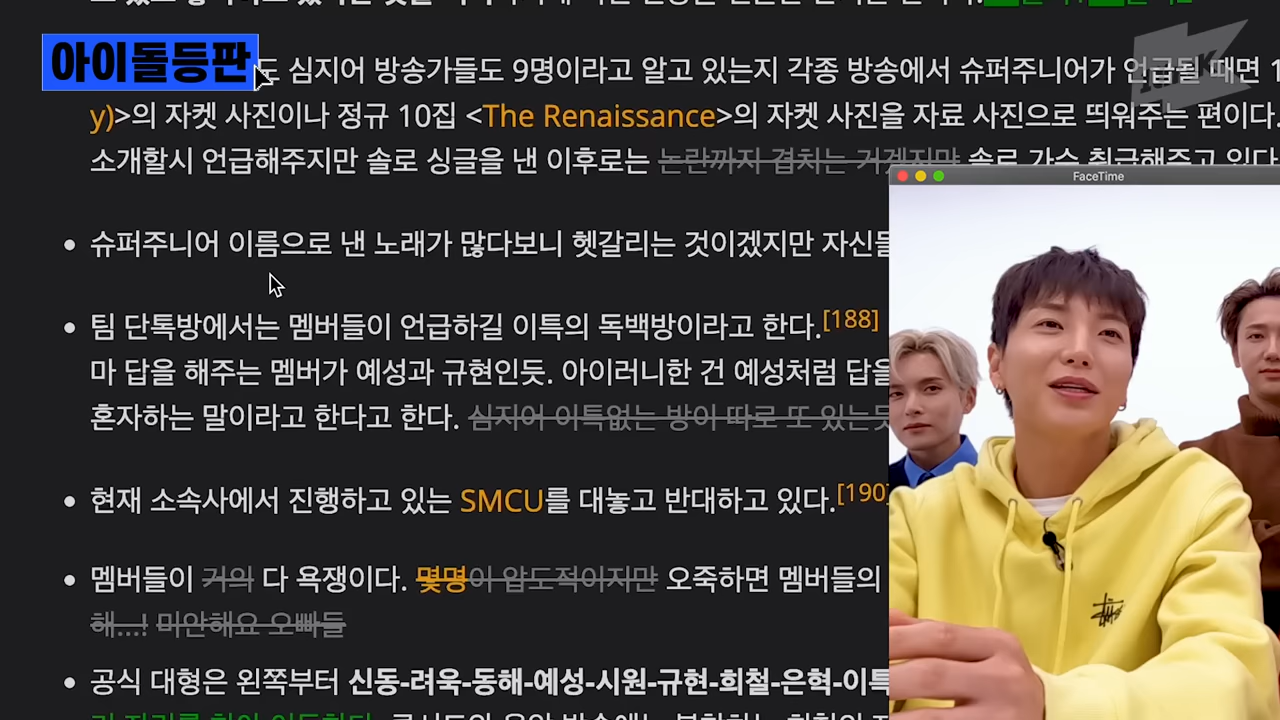 아이돌등판
도 심지어 방송가들도 9명이라고 알고 있는지 각종 방송에서 슈퍼주니어가 언급될 때면 1
y)>의 자켓 사진이나 정규 10집 <The Renaissance>의 자켓 사진을 자료 사진으로 띄워주는 편이다.
소개할시 언급해주지만 솔로 싱글을 낸 이후로는 논란까지 겹치는 거겠지만 솔로 가수 취급해주고 있다
FaceTime
슈퍼주니어 이름으로 낸 노래가 많다보니 헷갈리는 것이겠지만 자신들
팀 단톡방에서는 멤버들이 언급하길 이특의 독백방이라고 한다.[188]
마 답을 해주는 멤버가 예성과 규현인듯. 아이러니한 건 예성처럼 답을
혼자하는 말이라고 한다고 한다. 심지어 이특없는 방이 따로 또 있는듯
현재 소속사에서 진행하고 있는 SMCU를 대놓고 반대하고 있다.[190]
멤버들이 거의 다 욕쟁이다. 몇명이 압도적이지만 오죽하면 멤버들의
해...! 미안해요 오빠들
공식 대형은 왼쪽부터 신동-려욱-동해-예성-시원-규현-희철-은혁-이특